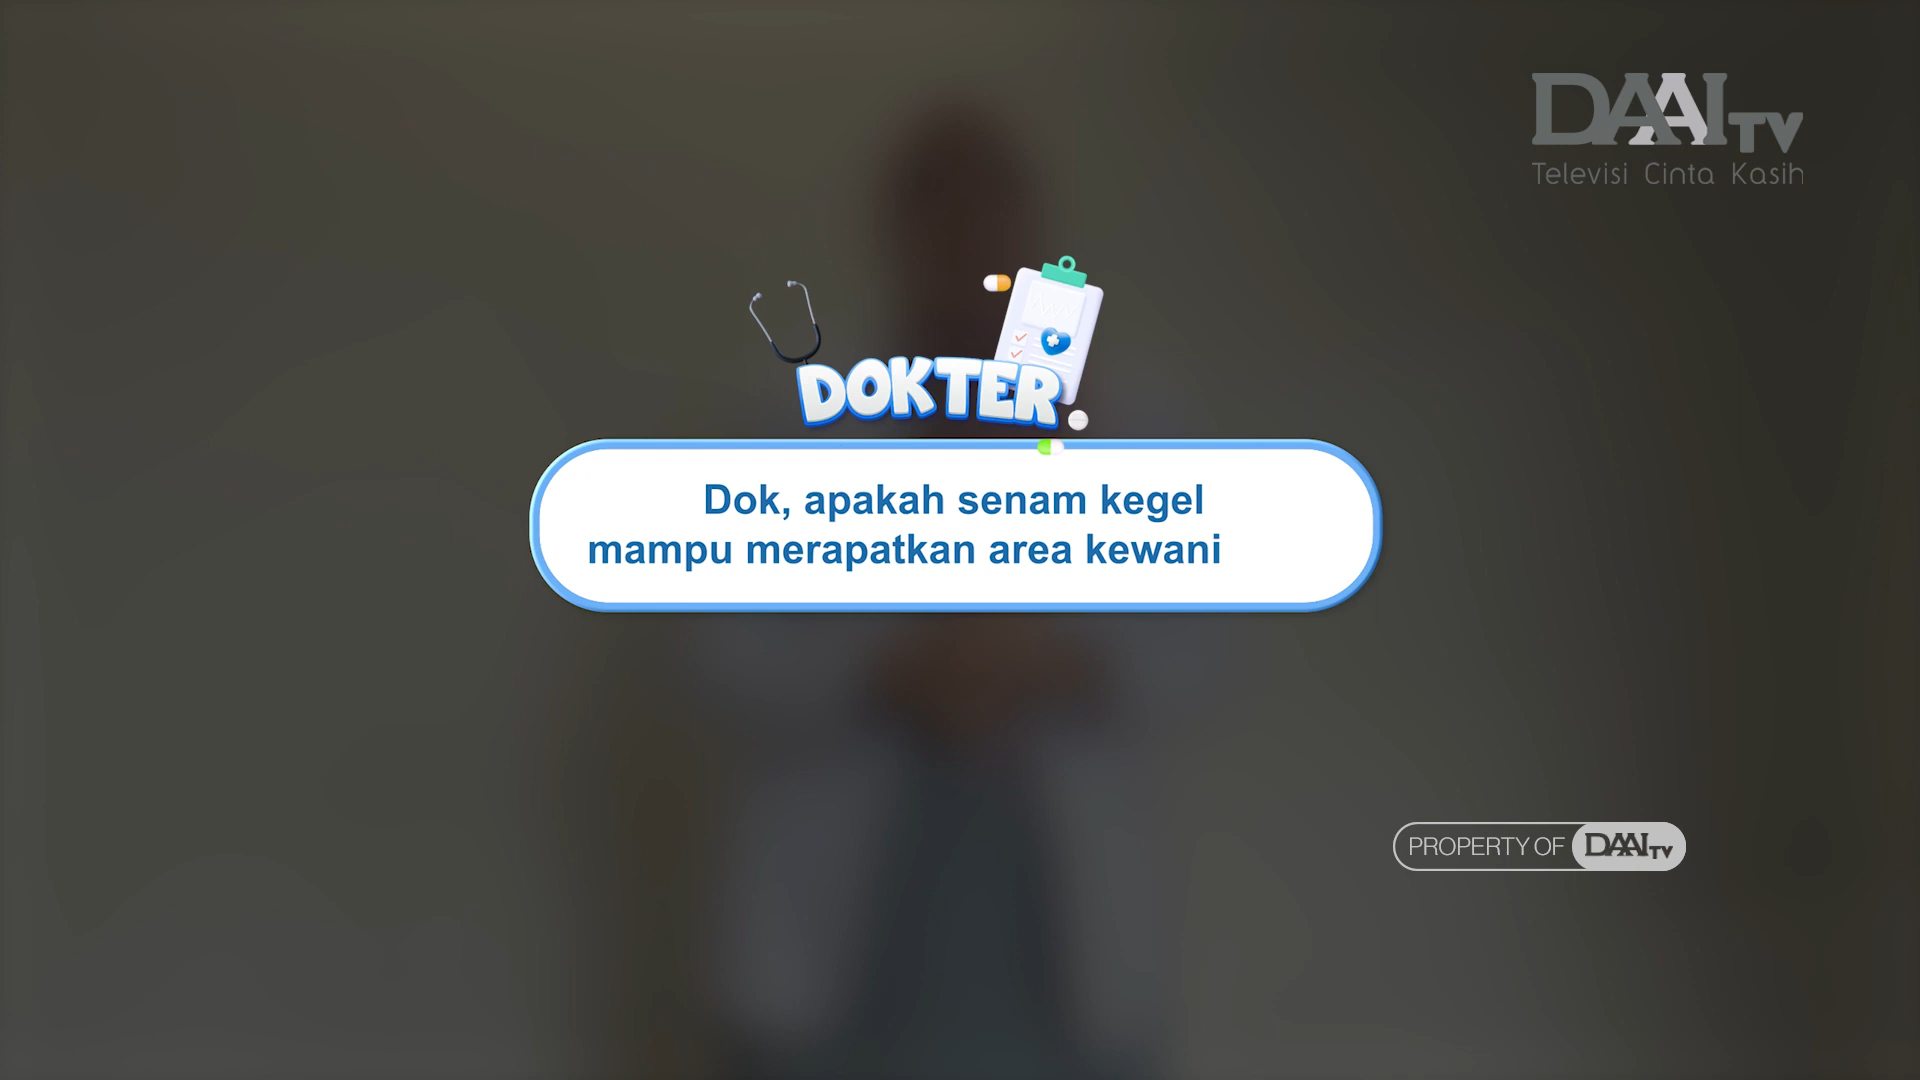 DAAI TV
Televisi Cinta Kasih
DOKTER
Dok, apakah senam kegel
mampu merapatkan area kewani
PROPERTY OF DAAI TV